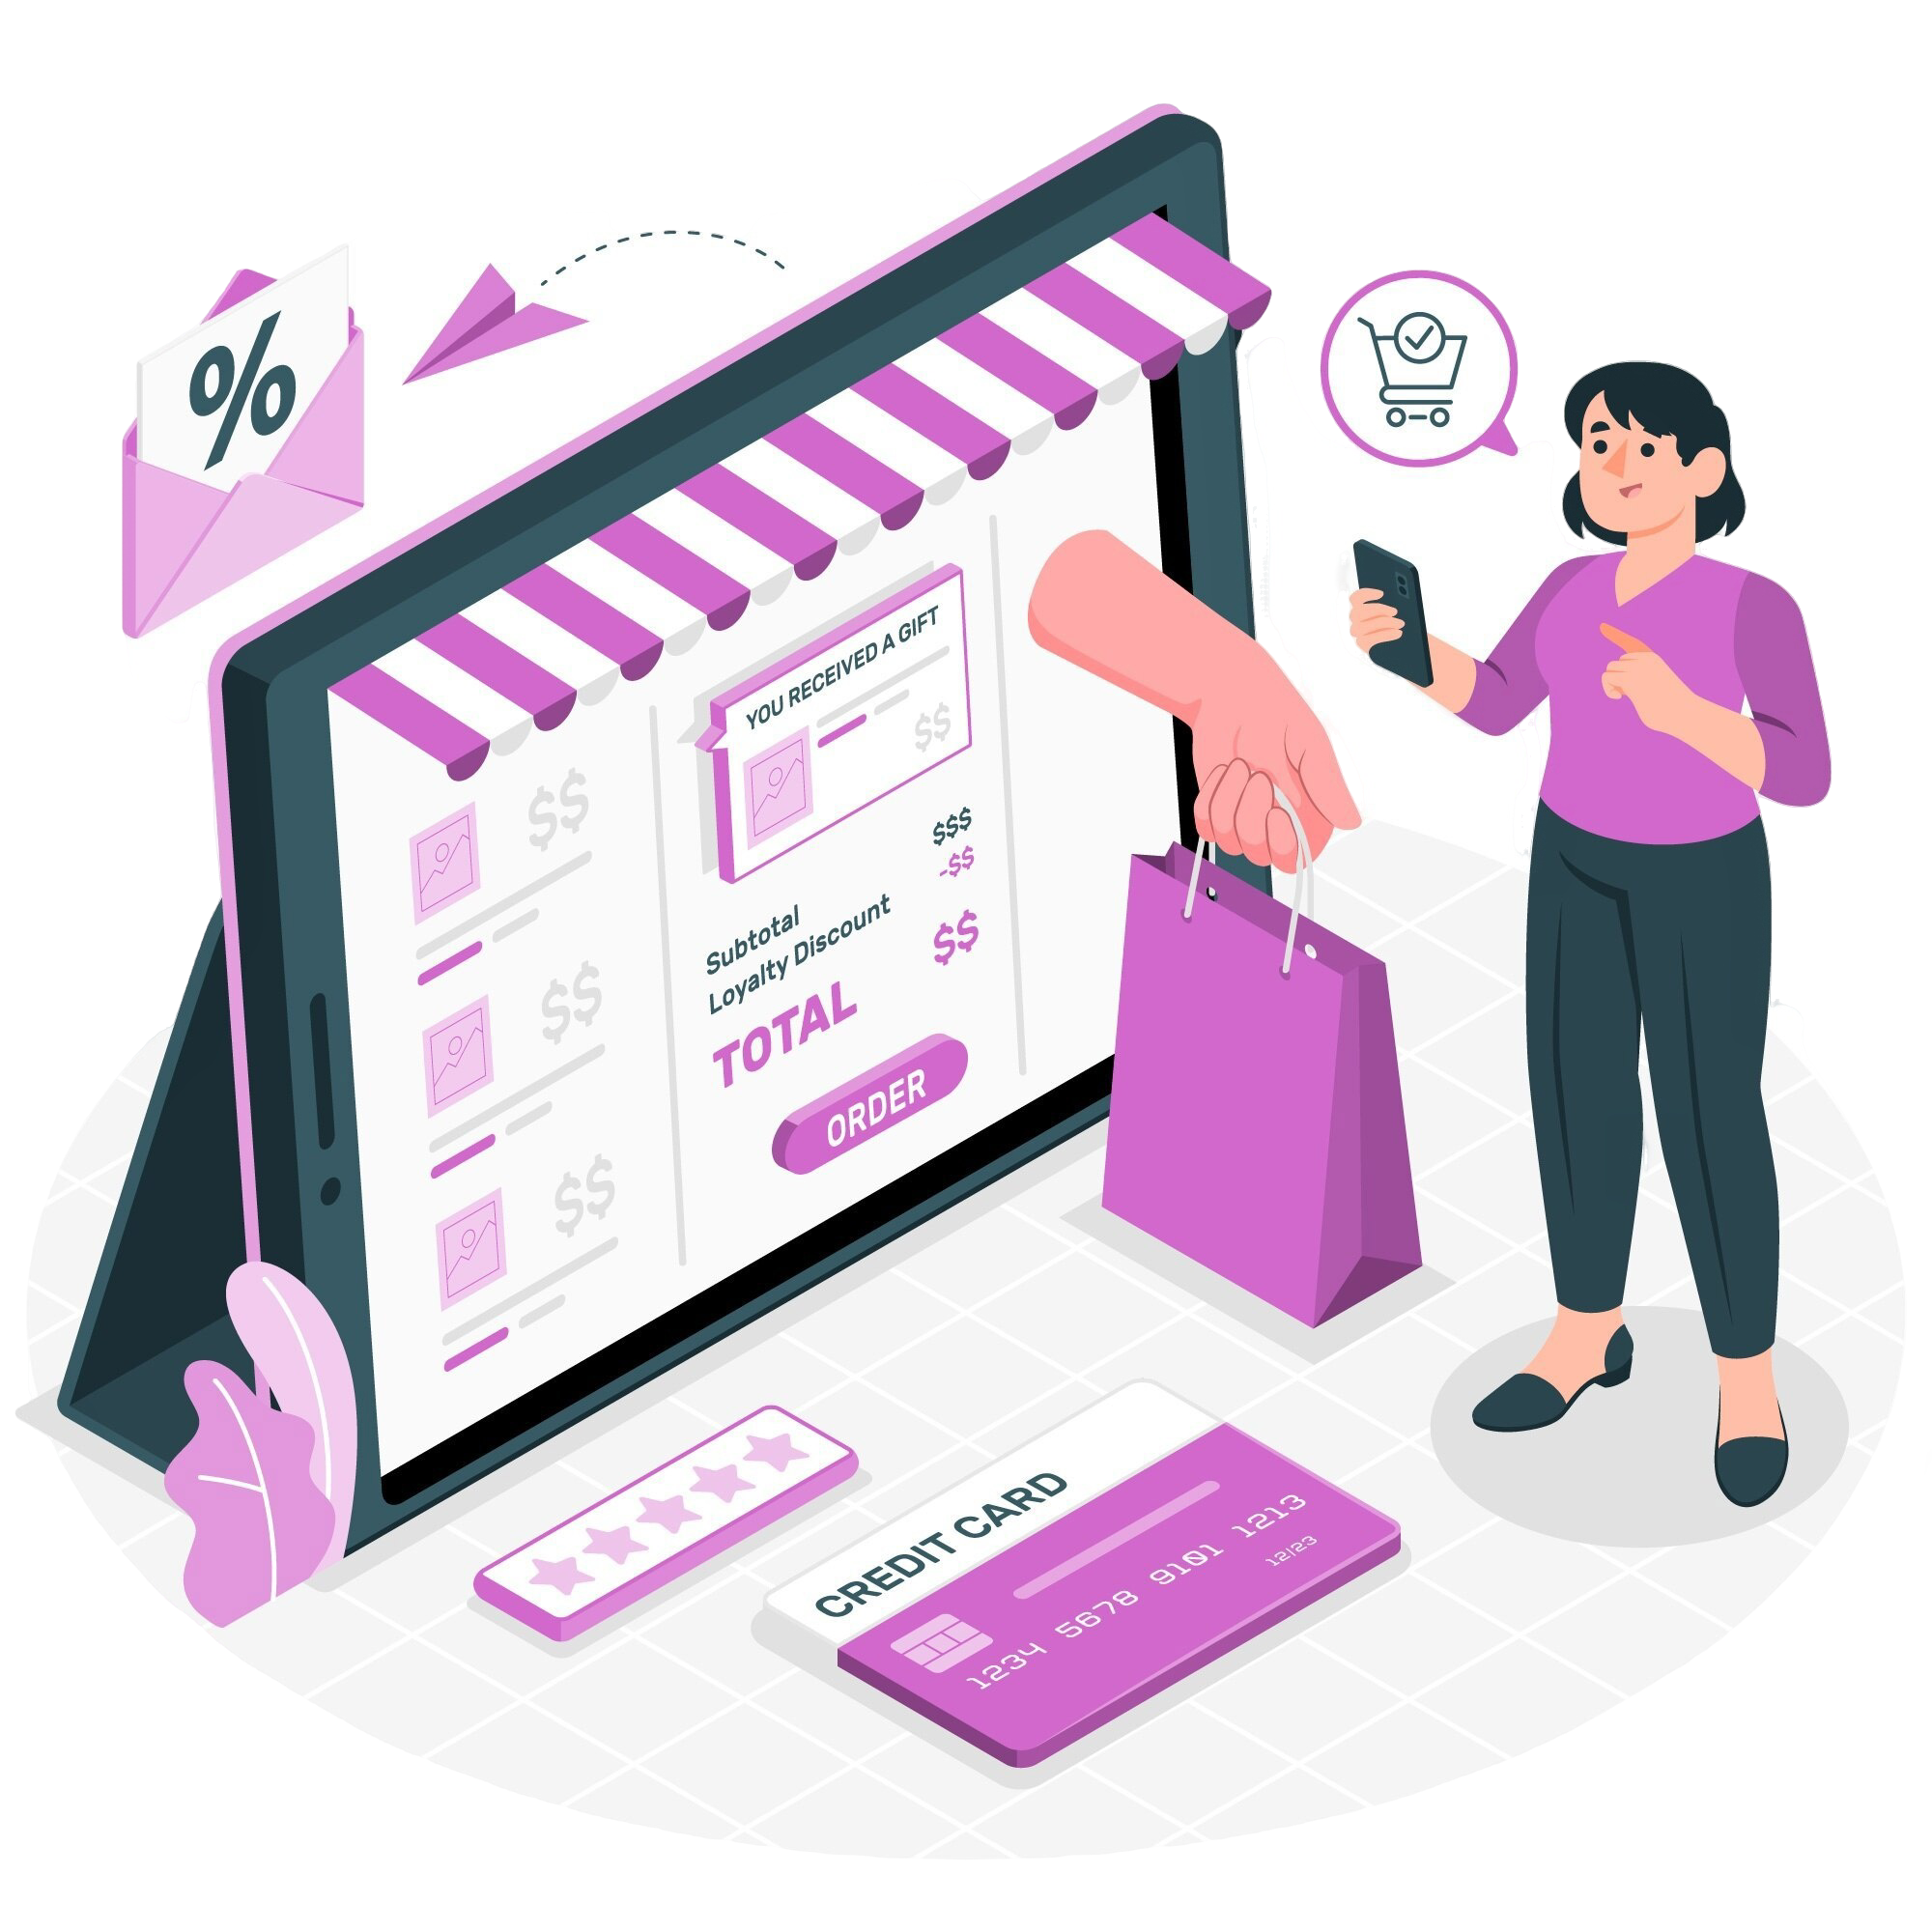 %
YOU RECEIVED A GIFT
$$
$$
$$$
-$$
Subtotal
Loyalty Discount
$$
TOTAL
$$
ORDER
$$
CREDIT CARD
1234 5678 9101 1213
12/23